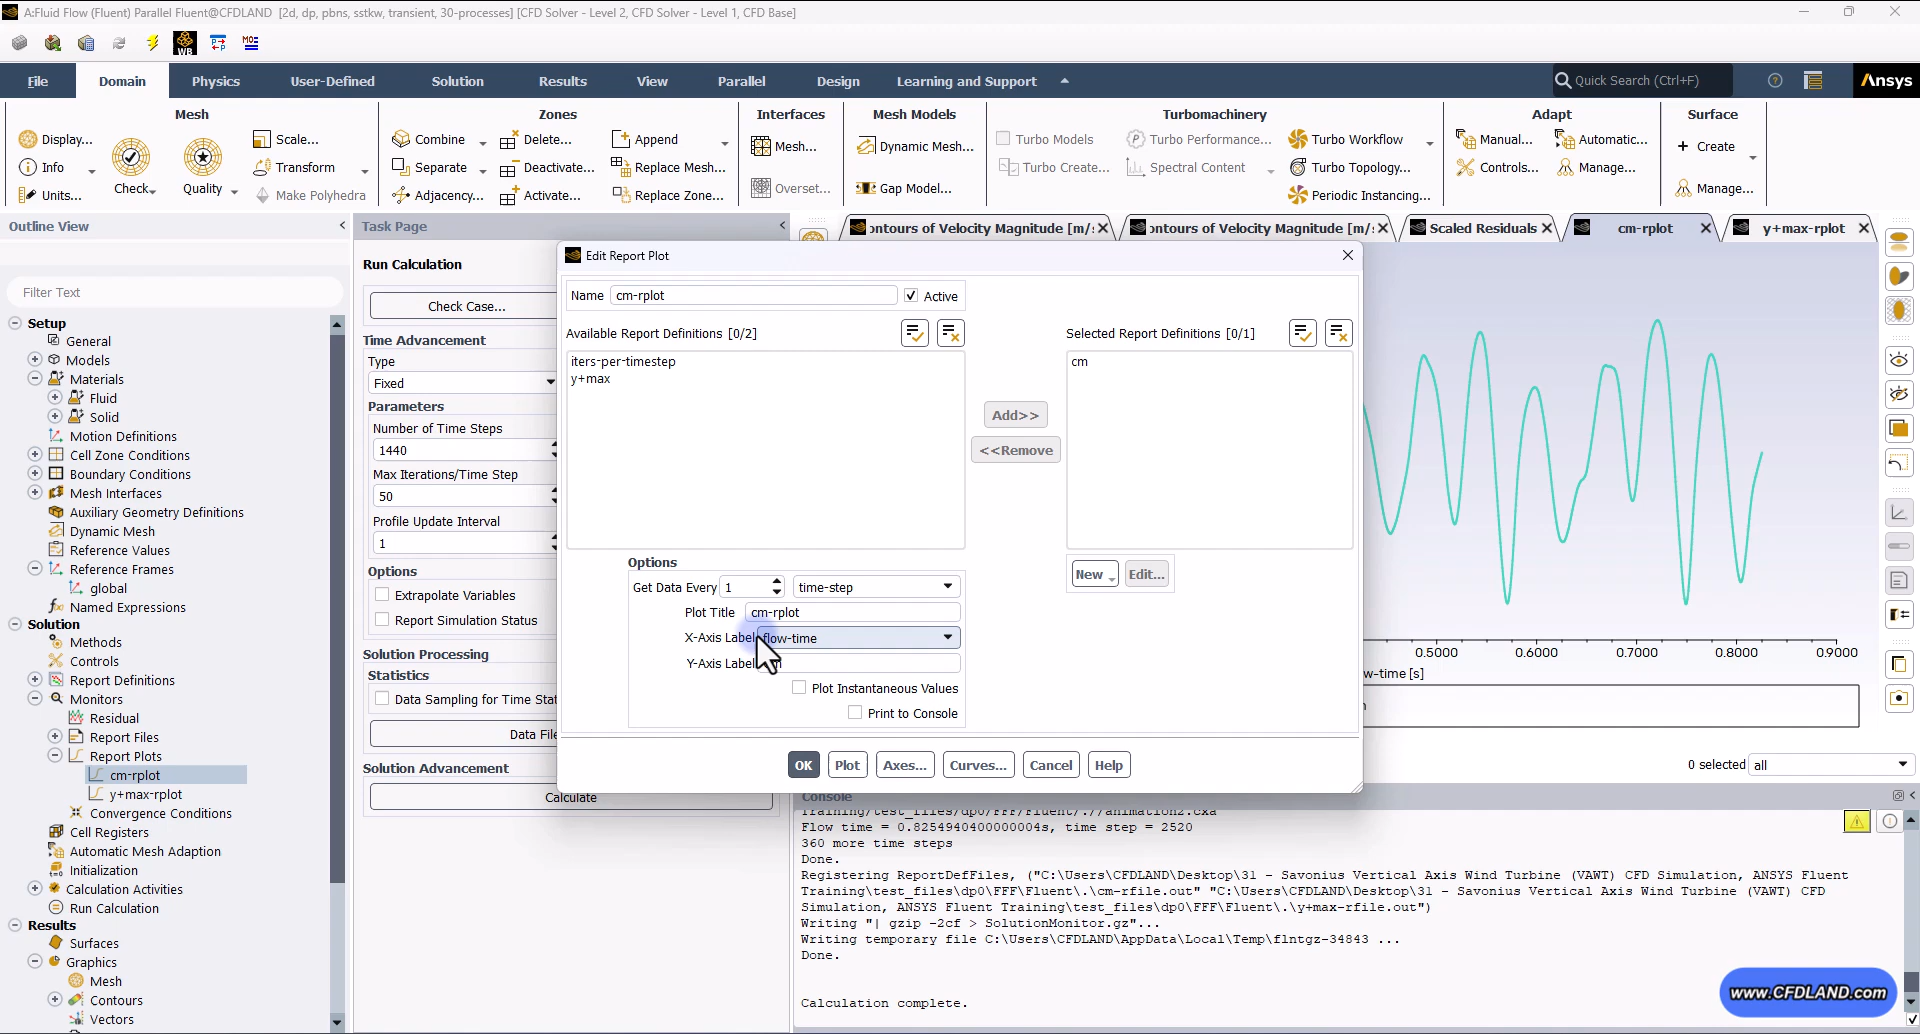 A:Fluid Flow (Fluent) Parallel Fluent@CFDLAND [2d, dp, pbns, sstkw, transient, 30-processes] [CFD Solver - Level 2, CFD Solver - Level 1, CFD Base]
File Domain Physics User-Defined Solution Results View Parallel Design Learning and Support Quick Search (Ctrl+F) Ansys
Mesh Zones Interfaces Mesh Models Turbomachinery Adapt Surface
Display... Scale... Combine Delete... Append Mesh... Dynamic Mesh... Turbo Models Turbo Performance... Turbo Workflow Manual... Automatic... + Create
Info Check Quality Transform Separate Deactivate... Replace Mesh... Turbo Create... Spectral Content Turbo Topology... Controls... Manage...
Units... Make Polyhedra Adjacency... Activate... Replace Zone... Overset... Gap Model... Periodic Instancing... Manage...
Outline View
Task Page
ontours of Velocity Magnitude [m/:
ontours of Velocity Magnitude [m/:
Scaled Residuals
cm-rplot
y+max-rplot
Filter Text
Setup
General
Models
Materials
Fluid
Solid
Motion Definitions
Cell Zone Conditions
Boundary Conditions
Mesh Interfaces
Auxiliary Geometry Definitions
Dynamic Mesh
Reference Values
Reference Frames
global
Named Expressions
Solution
Methods
Controls
Report Definitions
Monitors
Residual
Report Files
Report Plots
cm-rplot
y+max-rplot
Convergence Conditions
Cell Registers
Automatic Mesh Adaption
Initialization
Calculation Activities
Run Calculation
Results
Surfaces
Graphics
Mesh
Contours
Vectors
Run Calculation
Check Case...
Time Advancement
Type
Fixed
Parameters
Number of Time Steps
1440
Max Iterations/Time Step
50
Profile Update Interval
1
Options
Extrapolate Variables
Report Simulation Status
Solution Processing
Statistics
Data Sampling for Time Stat
Data File
Solution Advancement
Calculate
Edit Report Plot
Name cm-rplot Active
Available Report Definitions [0/2]
iters-per-timestep
y+max
Add>>
<<Remove
Selected Report Definitions [0/1]
cm
New Edit...
Options
Get Data Every 1 time-step
Plot Title cm-rplot
X-Axis Label flow-time
Y-Axis Label
Plot Instantaneous Values
Print to Console
OK Plot Axes... Curves... Cancel Help
0.5000 0.6000 0.7000 0.8000 0.9000
w-time [s]
0 selected all
Console
Training/test_files/dp0/FFF/Fluent/.//animation2.cxa
Flow time = 0.8254940400000004s, time step = 2520
360 more time steps
Done.
Registering ReportDefFiles, ("C:\Users\CFDLAND\Desktop\31 - Savonius Vertical Axis Wind Turbine (VAWT) CFD Simulation, ANSYS Fluent
Training\test_files\dp0\FFF\Fluent\.\cm-rfile.out" "C:\Users\CFDLAND\Desktop\31 - Savonius Vertical Axis Wind Turbine (VAWT) CFD
Simulation, ANSYS Fluent Training\test_files\dp0\FFF\Fluent\.\y+max-rfile.out")
Writing "| gzip -2cf > SolutionMonitor.gz"...
Writing temporary file C:\Users\CFDLAND\AppData\Local\Temp\flntgz-34843 ...
Done.
Calculation complete.
www.CFDLAND.com